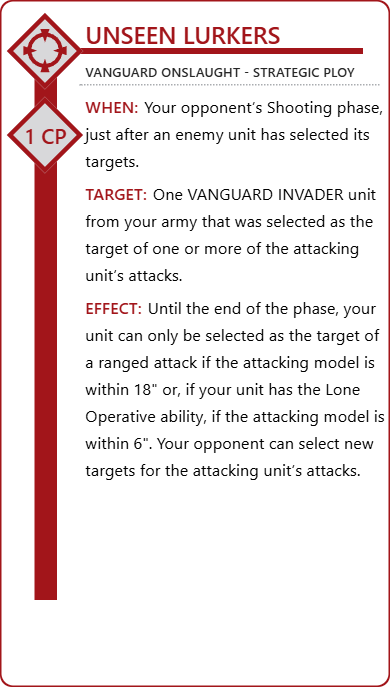 UNSEEN LURKERS
VANGUARD ONSLAUGHT - STRATEGIC PLOY
1 CP
WHEN: Your opponent's Shooting phase,
just after an enemy unit has selected its
targets.
TARGET: One VANGUARD INVADER unit
from your army that was selected as the
target of one or more of the attacking
unit's attacks.
EFFECT: Until the end of the phase, your
unit can only be selected as the target of
a ranged attack if the attacking model is
within 18" or, if your unit has the Lone
Operative ability, if the attacking model is
within 6". Your opponent can select new
targets for the attacking unit's attacks.